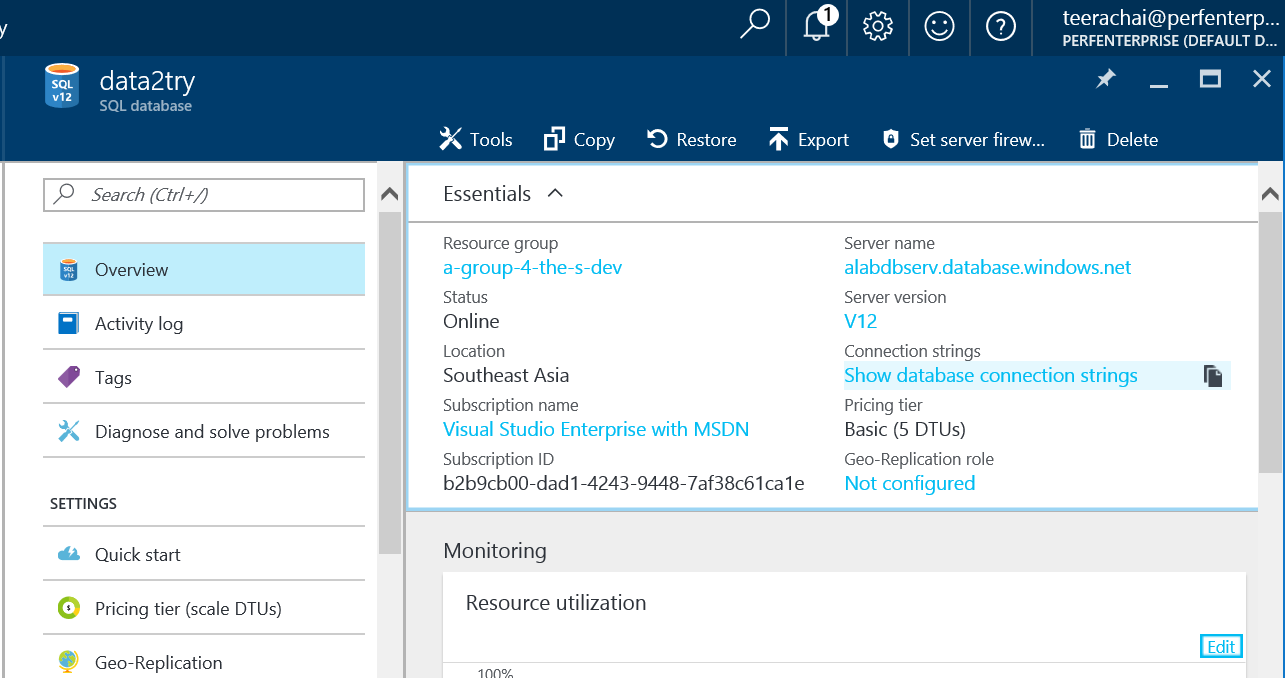 y
1
teerachai@perfenterp...
PERFENTERPRISE (DEFAULT D...
SQL
v12
data2try
SQL database
Tools
Copy
Restore
Export
Set server firew...
Delete
Search (Ctrl+/)
SQL
v12
Overview
Activity log
Tags
Diagnose and solve problems
SETTINGS
Quick start
Pricing tier (scale DTUs)
Geo-Replication
Essentials
Resource group
a-group-4-the-s-dev
Status
Online
Location
Southeast Asia
Subscription name
Visual Studio Enterprise with MSDN
Subscription ID
b2b9cb00-dad1-4243-9448-7af38c61ca1e
Server name
alabdbserv.database.windows.net
Server version
V12
Connection strings
Show database connection strings
Pricing tier
Basic (5 DTUs)
Geo-Replication role
Not configured
Monitoring
Resource utilization
Edit
100%